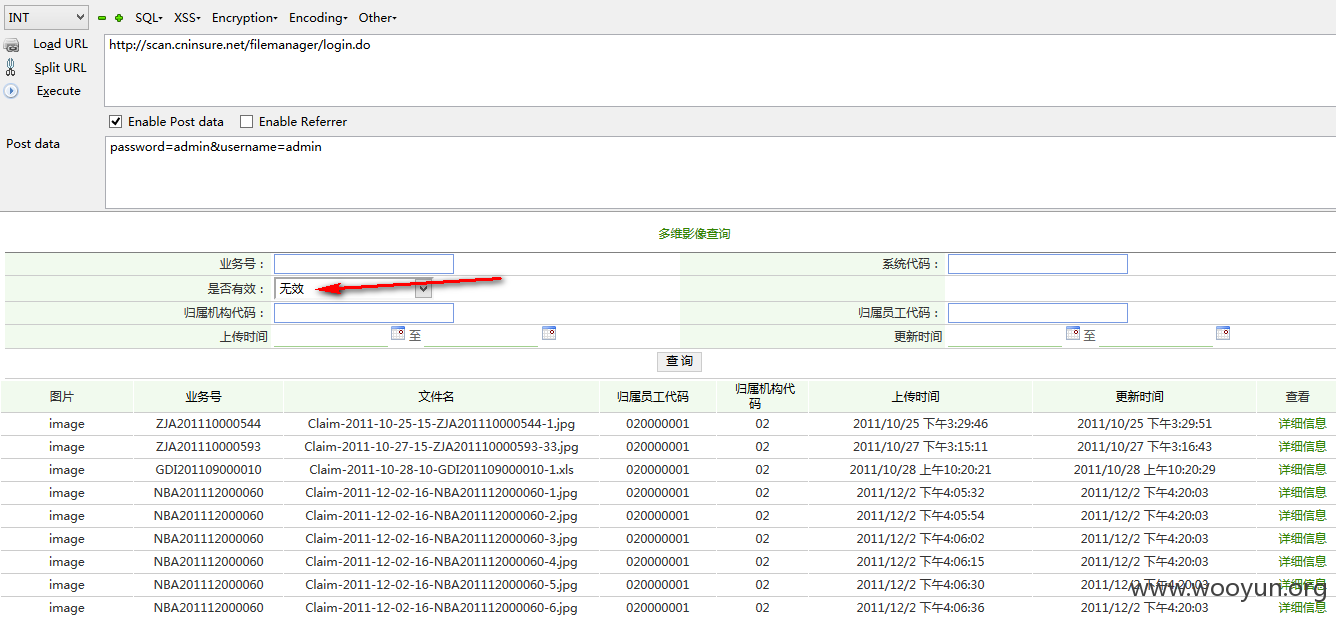 INT SQL XSS Encryption Encoding Other
Load URL http://scan.cninsure.net/filemanager/login.do
Split URL
Execute
Enable Post data Enable Referrer
Post data password=admin&username=admin
多维影像查询
业务号： 系统代码：
是否有效： 无效
归属机构代码： 归属员工代码：
上传时间 至 更新时间 至
查 询
图片 业务号 文件名 归属员工代码 归属机构代码 上传时间 更新时间 查看
image ZJA201110000544 Claim-2011-10-25-15-ZJA201110000544-1.jpg 020000001 02 2011/10/25 下午3:29:46 2011/10/25 下午3:29:51 详细信息
image ZJA201110000593 Claim-2011-10-27-15-ZJA201110000593-33.jpg 020000001 02 2011/10/27 下午3:15:11 2011/10/27 下午3:16:43 详细信息
image GDI201109000010 Claim-2011-10-28-10-GDI201109000010-1.xls 020000001 02 2011/10/28 上午10:20:21 2011/10/28 上午10:20:29 详细信息
image NBA201112000060 Claim-2011-12-02-16-NBA201112000060-1.jpg 020000001 02 2011/12/2 下午4:05:32 2011/12/2 下午4:20:03 详细信息
image NBA201112000060 Claim-2011-12-02-16-NBA201112000060-2.jpg 020000001 02 2011/12/2 下午4:05:54 2011/12/2 下午4:20:03 详细信息
image NBA201112000060 Claim-2011-12-02-16-NBA201112000060-3.jpg 020000001 02 2011/12/2 下午4:06:02 2011/12/2 下午4:20:03 详细信息
image NBA201112000060 Claim-2011-12-02-16-NBA201112000060-4.jpg 020000001 02 2011/12/2 下午4:06:15 2011/12/2 下午4:20:03 详细信息
image NBA201112000060 Claim-2011-12-02-16-NBA201112000060-5.jpg 020000001 02 2011/12/2 下午4:06:30 2011/12/2 下午4:20:03 详细信息
www.wooyun.org
image NBA201112000060 Claim-2011-12-02-16-NBA201112000060-6.jpg 020000001 02 2011/12/2 下午4:06:36 2011/12/2 下午4:20:03 详细信息